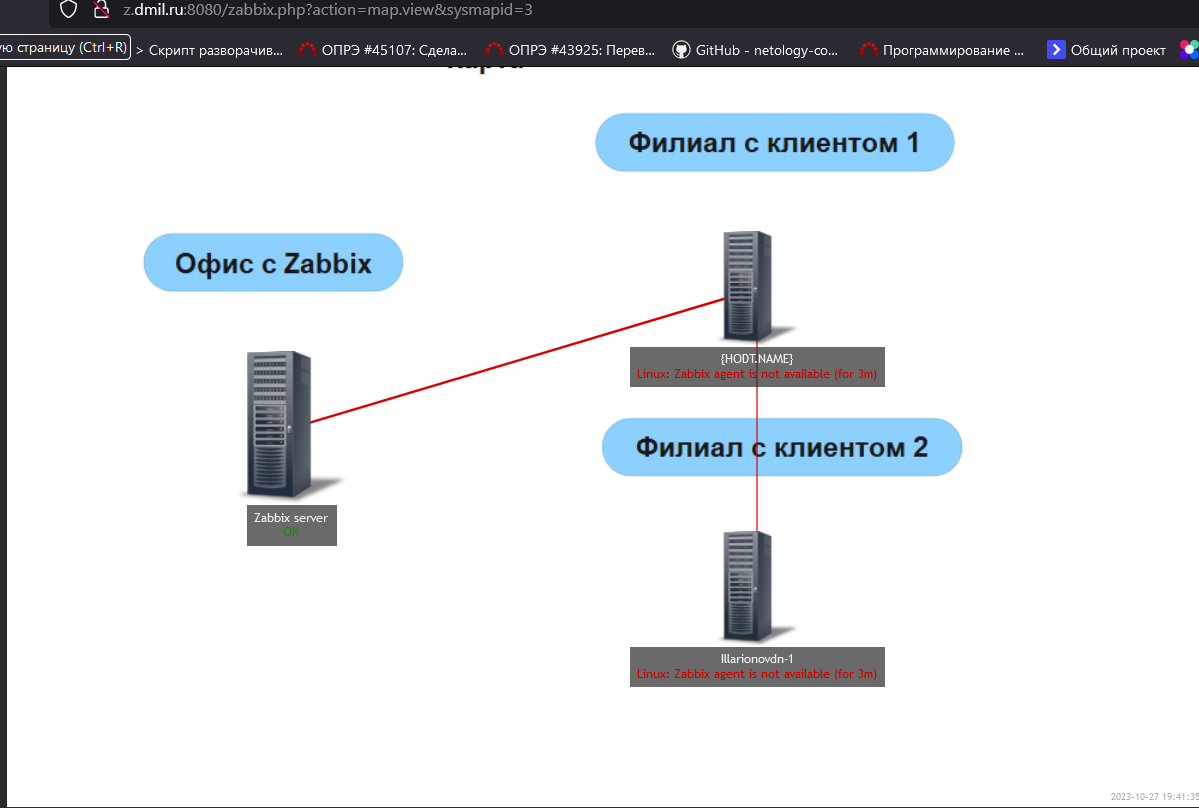 z.dmil.ru:8080/zabbix.php?action=map.view&sysmapid=3
ую страницу (Ctrl+R)
> Скрипт разворачив...
ОПРЭ #45107: Сдела...
ОПРЭ #43925: Перев...
GitHub - netology-co...
Программирование ...
Общий проект
Филиал с клиентом 1
Офис с Zabbix
{HODT.NAME}
Linux: Zabbix agent is not available (for 3m)
Филиал с клиентом 2
Zabbix server
OK
Illarionovdn-1
Linux: Zabbix agent is not available (for 3m)
2023-10-27 19:41:35